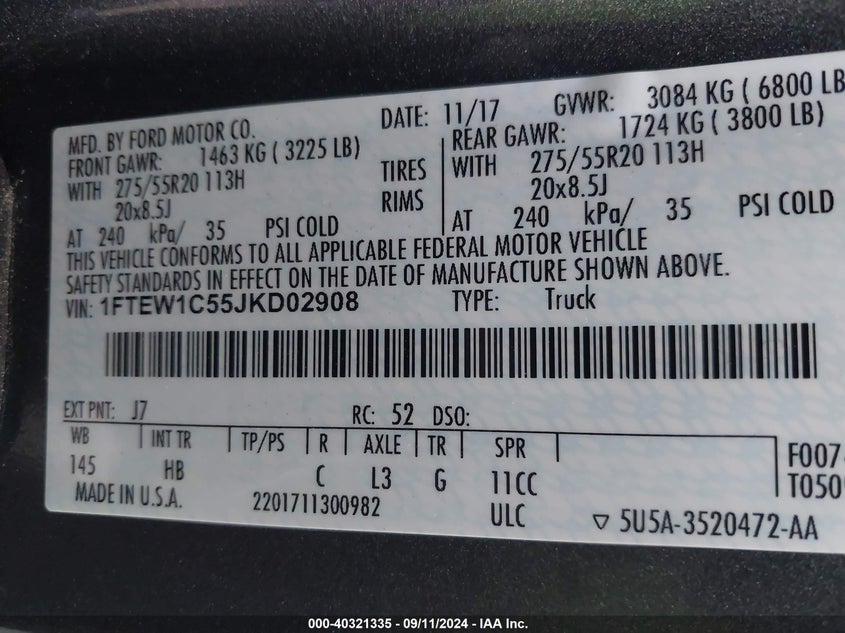 DATE: 11/17 GVWR: 3084 KG ( 6800 LB
MFD. BY FORD MOTOR CO.
FRONT GAWR: 1463 KG ( 3225 LB) REAR GAWR: 1724 KG ( 3800 LB)
WITH 275/55R20 113H TIRES WITH 275/55R20 113H
20x8.5J RIMS 20x8.5J
AT 240 kPa/ 35 PSI COLD AT 240 kPa/ 35 PSI COLD
THIS VEHICLE CONFORMS TO ALL APPLICABLE FEDERAL MOTOR VEHICLE
SAFETY STANDARDS IN EFFECT ON THE DATE OF MANUFACTURE SHOWN ABOVE.
VIN: 1FTEW1C55JKD02908 TYPE: Truck
EXT PNT: J7 RC: 52 DSO:
WB INT TR TP/PS R AXLE TR SPR F007
145 HB C L3 G 11CC T050
MADE IN U.S.A. 2201711300982 ULC ▽ 5U5A-3520472-AA
000-40321335 - 09/11/2024 - IAA Inc.